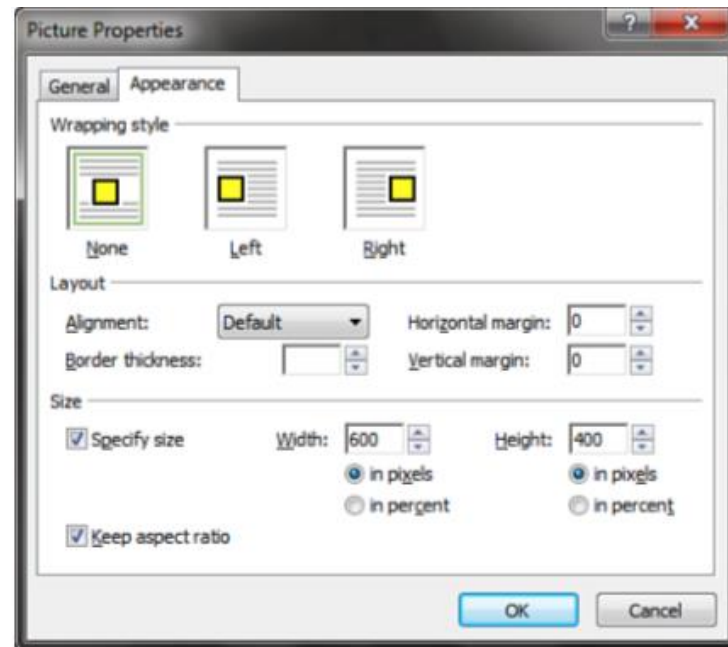 Picture Properties
General Appearance
Wrapping style
None Left Right
Layout
Alignment: Default Horizontal margin: 0
Border thickness: Vertical margin: 0
Size
Specify size Width: 600 Height: 400
in pixels in pixels
in percent in percent
Keep aspect ratio
OK Cancel